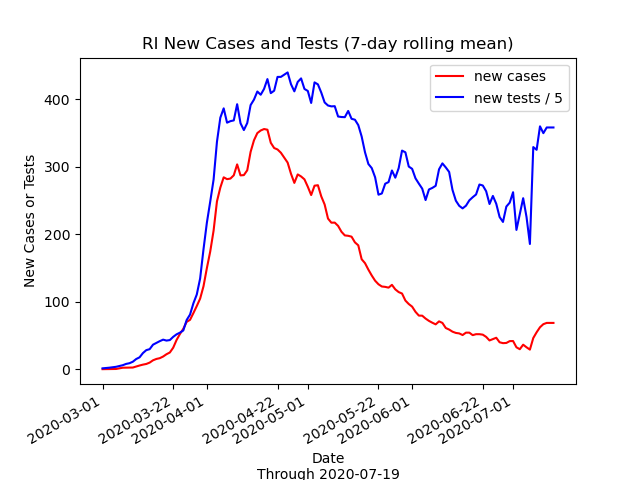 RI New Cases and Tests (7-day rolling mean)
new cases
new tests / 5
New Cases or Tests
400
300
200
100
0
2020-03-01
2020-03-22
2020-04-01
2020-04-22
2020-05-01
2020-05-22
2020-06-01
2020-06-22
2020-07-01
Date
Through 2020-07-19